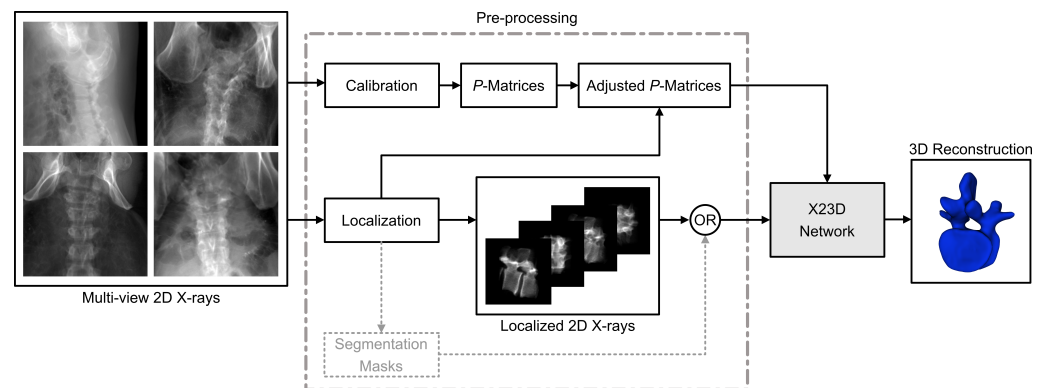 Pre-processing
Calibration
P-Matrices
Adjusted P-Matrices
3D Reconstruction
Localization
OR
X23D
Network
Multi-view 2D X-rays
Localized 2D X-rays
Segmentation
Masks